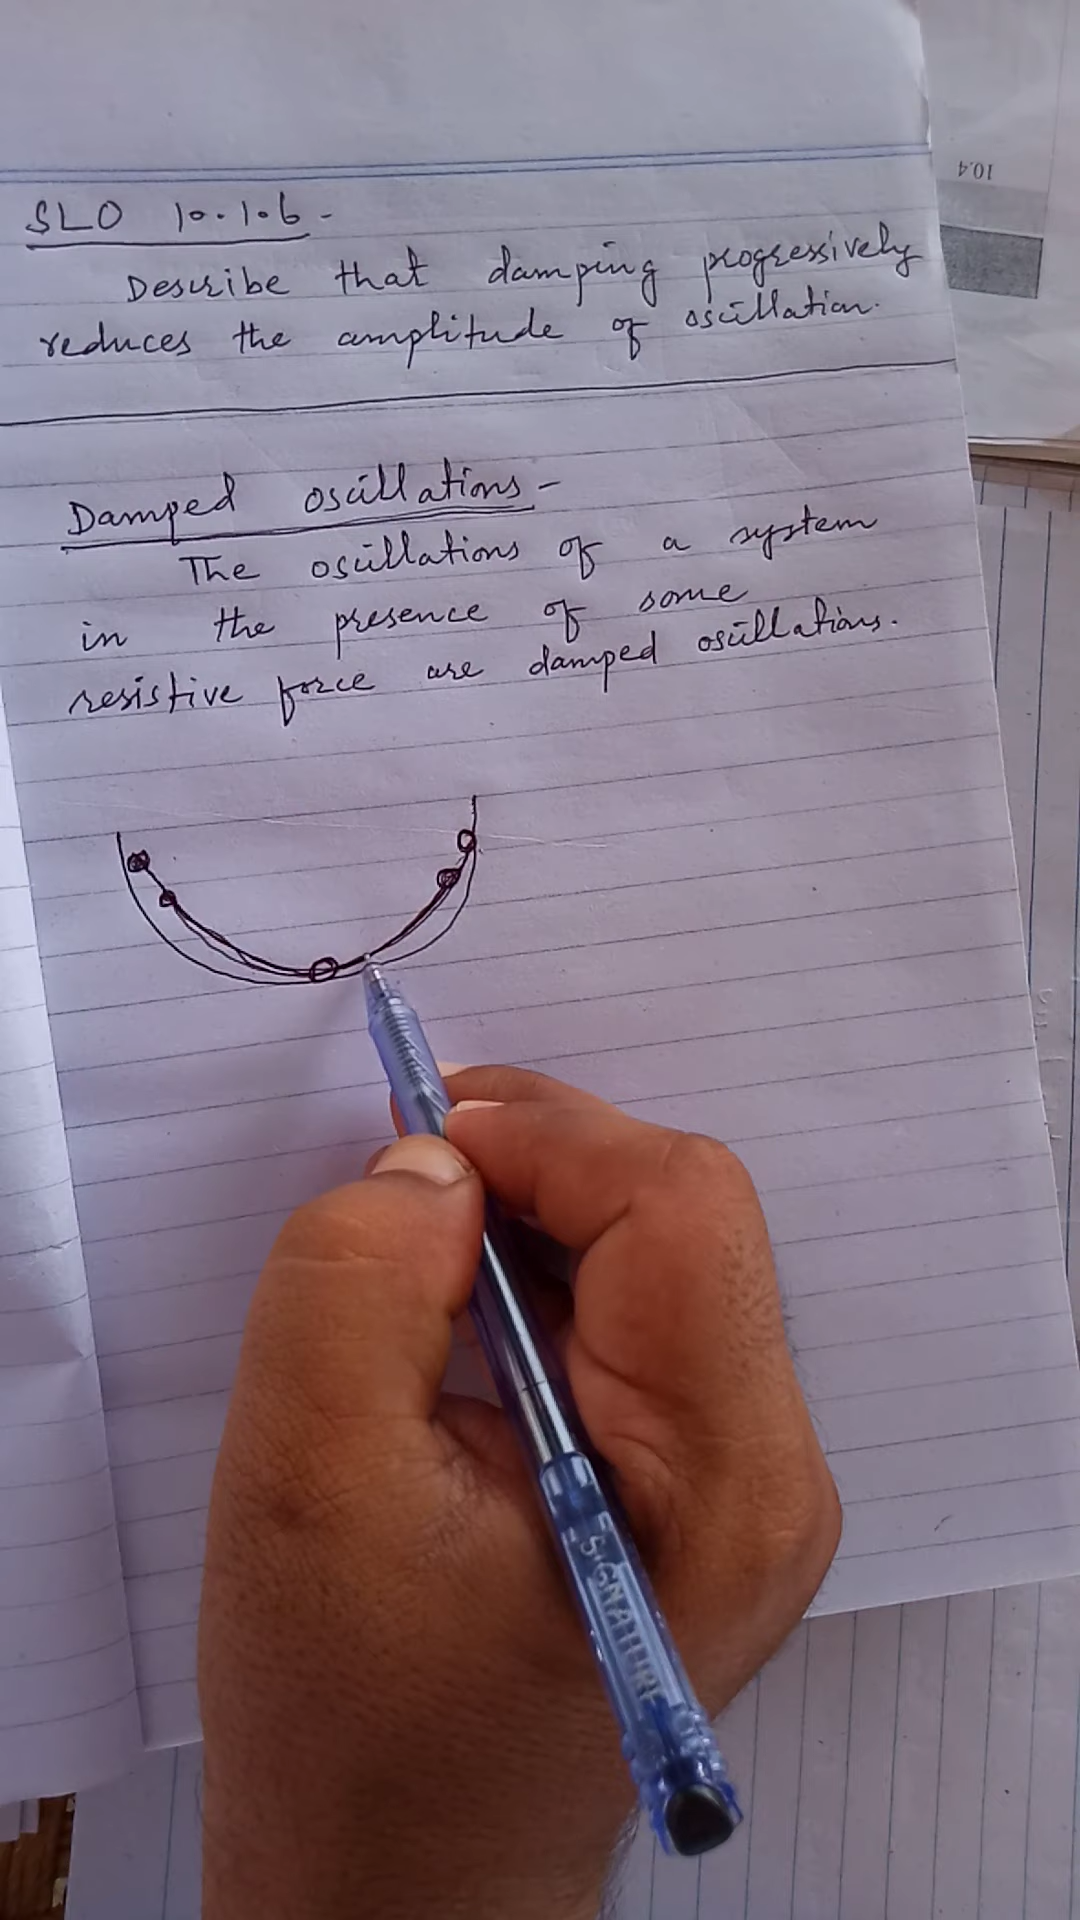 10.4
SLO 10.1.6-
Describe that damping progressively
reduces the amplitude of oscillation.
Damped oscillations-
The oscillations of a system
in the presence of some
resistive force are damped oscillations.
SIGNATURE